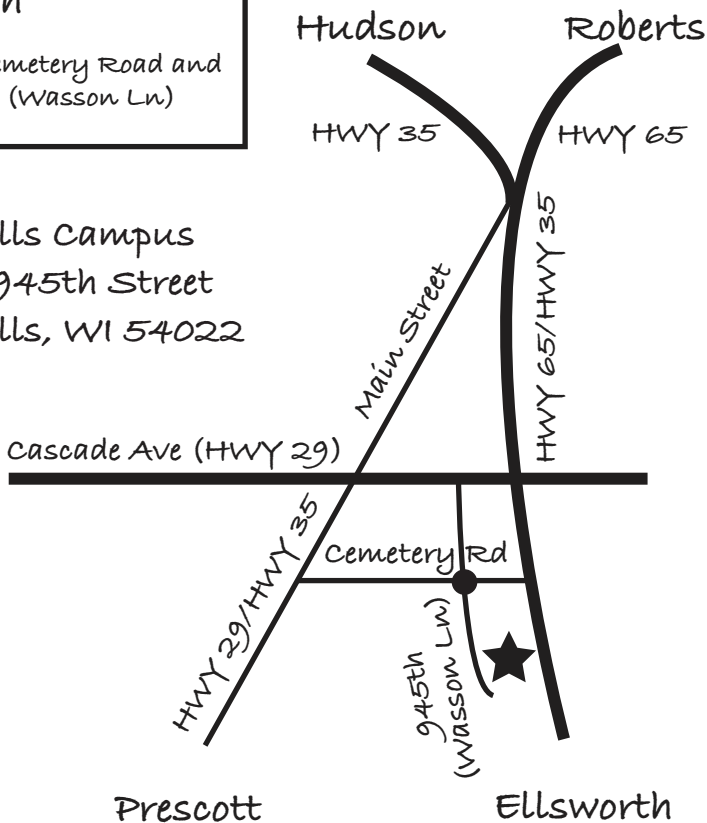 Hudson
Roberts
Road and
(Wasson Ln)
HWY 35
HWY 65
Campus
945th Street
WI 54022
HWY 65/HWY 35
Main Street
Cascade Ave (HWY 29)
HWY 29/HWY 35
Cemetery Rd
945th
(Wasson Ln)
Prescott
Ellsworth